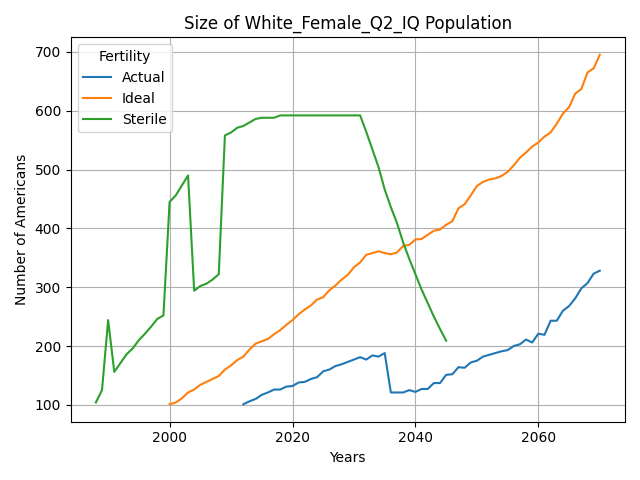 Size of White_Female_Q2_IQ Population
Fertility
Actual
Ideal
Sterile
Number of Americans
700
600
500
400
300
200
100
2000
2020
2040
2060
Years